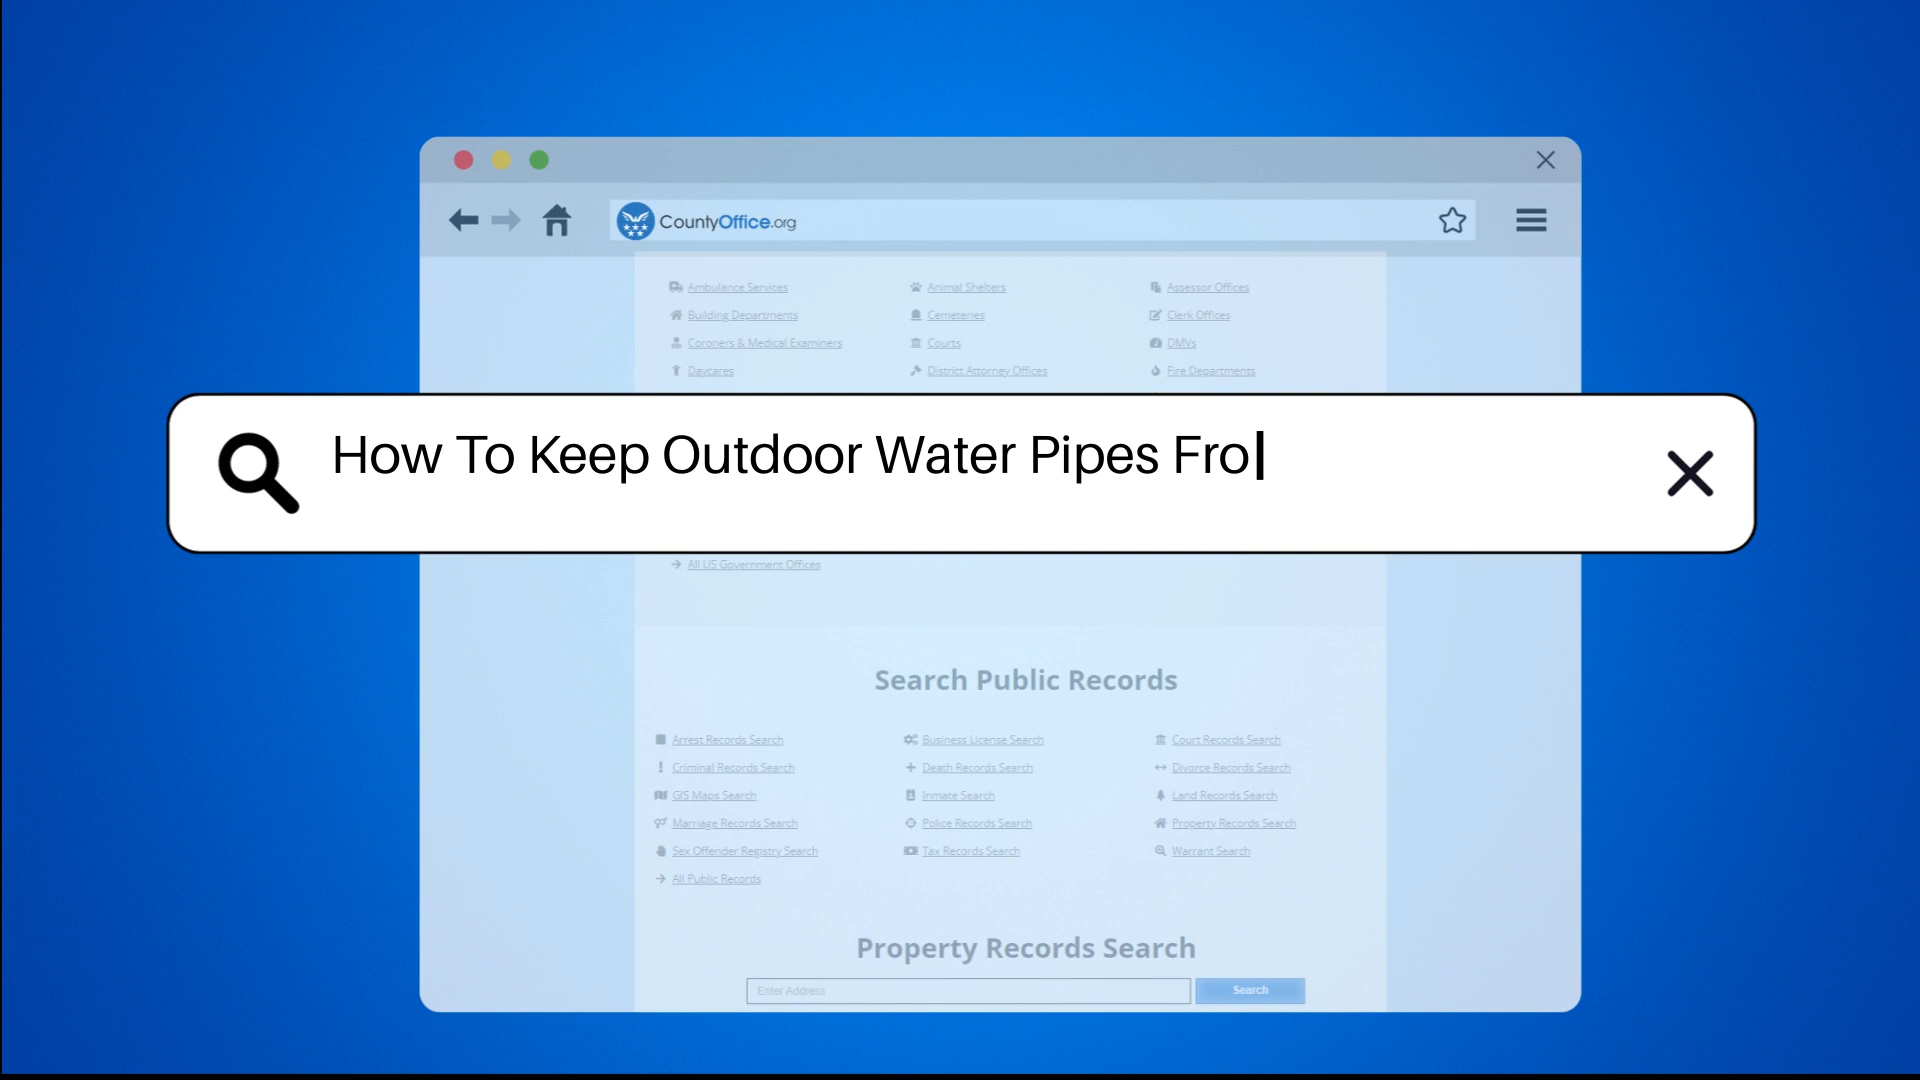 CountyOffice.org
Ambulance Services Animal Shelters Assessor Offices
Building Departments Cemeteries Clerk Offices
Coroners & Medical Examiners Courts DMVs
Daycares District Attorney Offices Fire Departments
How To Keep Outdoor Water Pipes Fro
All US Government Offices
Search Public Records
Arrest Records Search Business License Search Court Records Search
Criminal Records Search Death Records Search Divorce Records Search
GIS Maps Search Inmate Search Land Records Search
Marriage Records Search Police Records Search Property Records Search
Sex Offender Registry Search Tax Records Search Warrant Search
All Public Records
Property Records Search
Enter Address Search